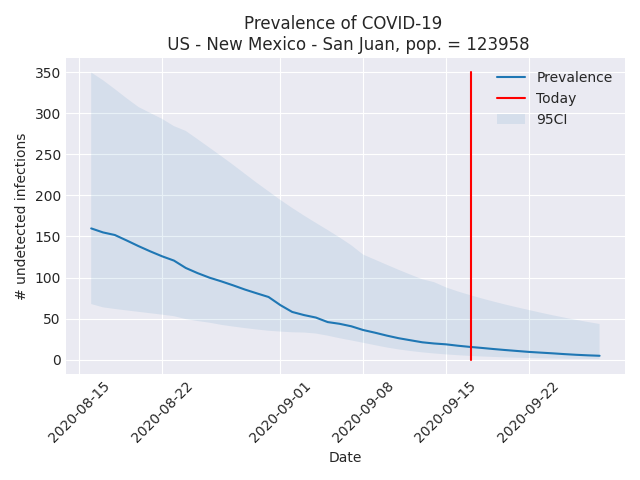 Prevalence of COVID-19
US - New Mexico - San Juan, pop. = 123958
350
300
250
200
150
100
50
0
# undetected infections
Prevalence
Today
95CI
2020-08-15
2020-08-22
2020-09-01
2020-09-08
2020-09-15
2020-09-22
Date